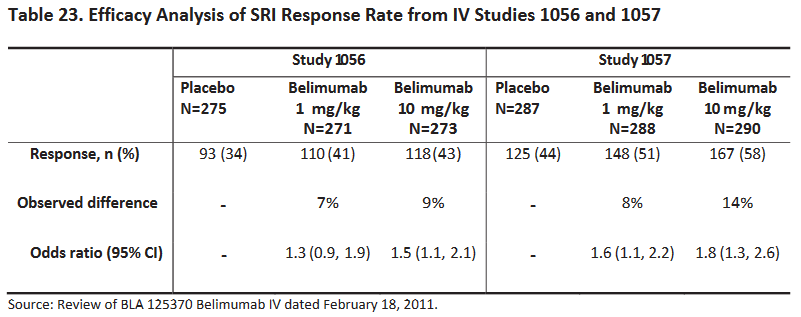 Table 23. Efficacy Analysis of SRI Response Rate from IV Studies 1056 and 1057
Study 1056 Study 1057
Placebo Belimumab Belimumab Placebo Belimumab Belimumab
N=275 1 mg/kg 10 mg/kg N=287 1 mg/kg 10 mg/kg
N=271 N=273 N=288 N=290
Response, n (%) 93 (34) 110 (41) 118(43) 125 (44) 148 (51) 167 (58)
Observed difference - 7% 9% - 8% 14%
Odds ratio (95% CI) - 1.3 (0.9, 1.9) 1.5 (1.1, 2.1) - 1.6 (1.1, 2.2) 1.8 (1.3, 2.6)
Source: Review of BLA 125370 Belimumab IV dated February 18, 2011.